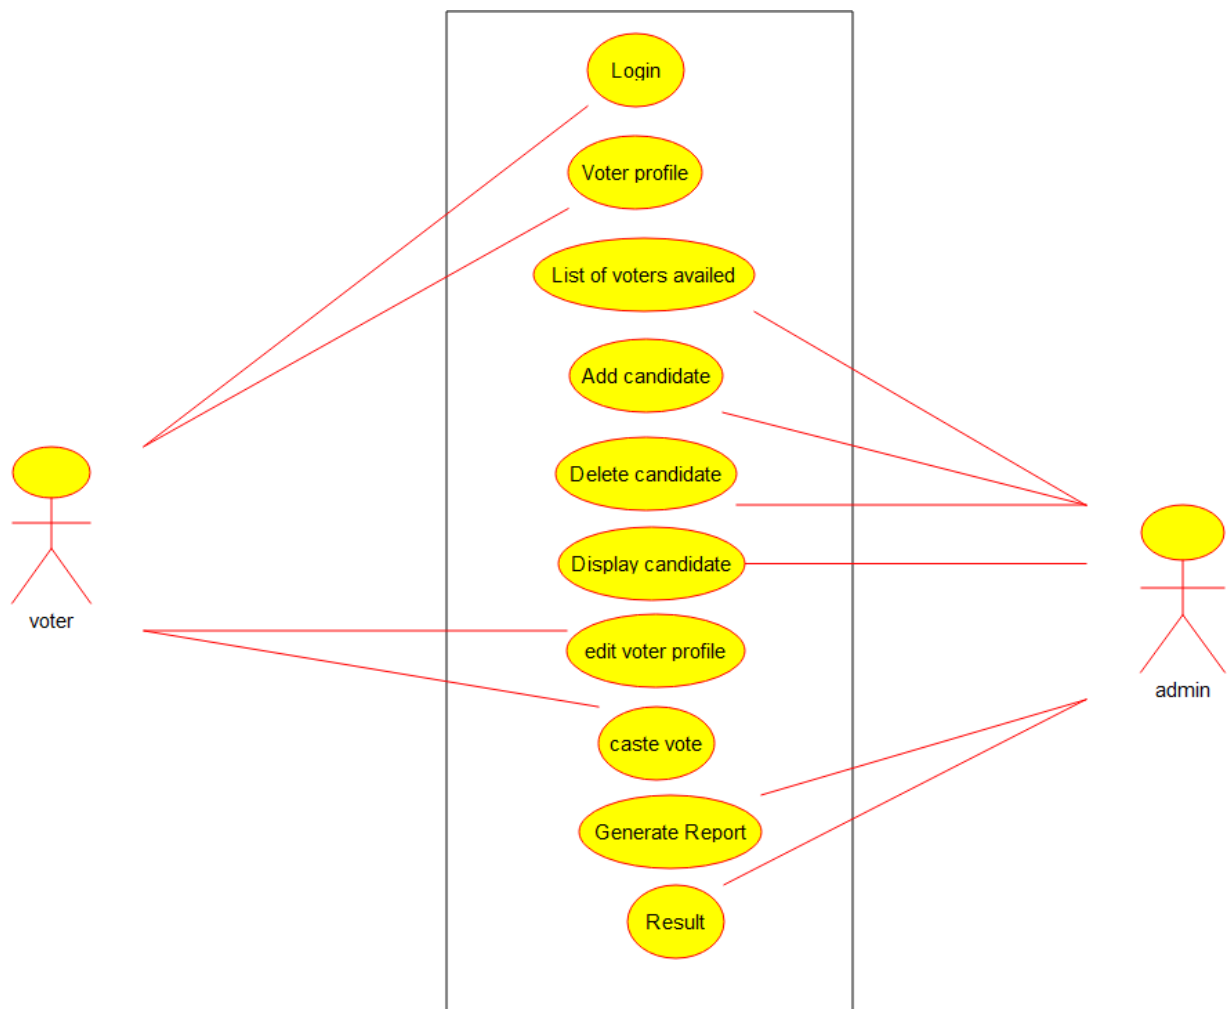 Login
Voter profile
List of voters availed
Add candidate
Delete candidate
Display candidate
voter
edit voter profile
admin
caste vote
Generate Report
Result